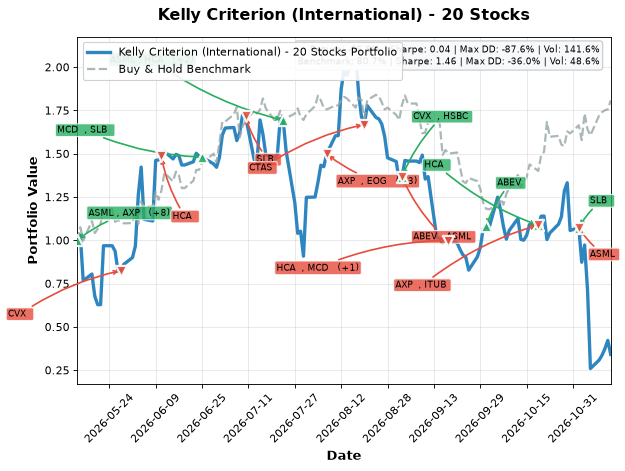 Kelly Criterion (International) - 20 Stocks
Kelly Criterion (International) - 20 Stocks Portfolio
Buy & Hold Benchmark
Sharpe: 0.04 | Max DD: -87.6% | Vol: 141.6%
Sharpe: 1.46 | Max DD: -36.0% | Vol: 48.6%
Portfolio Value
2.00
1.75
1.50
1.25
1.00
0.75
0.50
0.25
MCD , SLB
ASML, AXP (+8)
CVX
HCA
SLB
CTAS
HCA , MCD (+1)
AXP , EOG
CVX , HSBC
HCA
ABEV
ABEV , ASML
AXP , ITUB
SLB
ASML
2026-05-24
2026-06-09
2026-06-25
2026-07-11
2026-07-27
2026-08-12
2026-08-28
2026-09-13
2026-09-29
2026-10-15
2026-10-31
Date